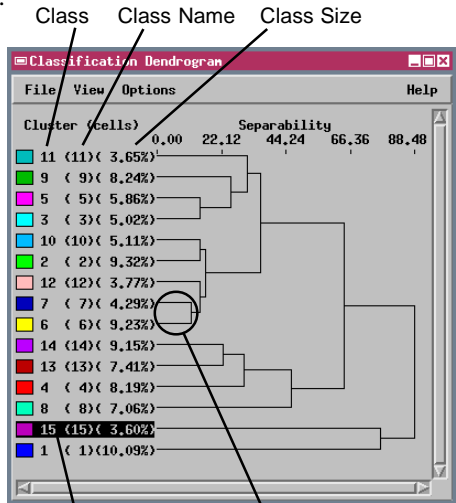 .
Class Class Name Class Size
Classification Dendrogram
File View Options Help
Cluster (cells) Separability
0.00 22.12 44.24 66.36 88.48
11 (11)( 3.65%)
9 ( 9)( 8.24%)
5 ( 5)( 5.86%)
3 ( 3)( 5.02%)
10 (10)( 5.11%)
2 ( 2)( 9.32%)
12 (12)( 3.77%)
7 ( 7)( 4.29%)
6 ( 6)( 9.23%)
14 (14)( 9.15%)
13 (13)( 7.41%)
4 ( 4)( 8.19%)
8 ( 8)( 7.06%)
15 (15)( 3.60%)
1 ( 1)(10.09%)